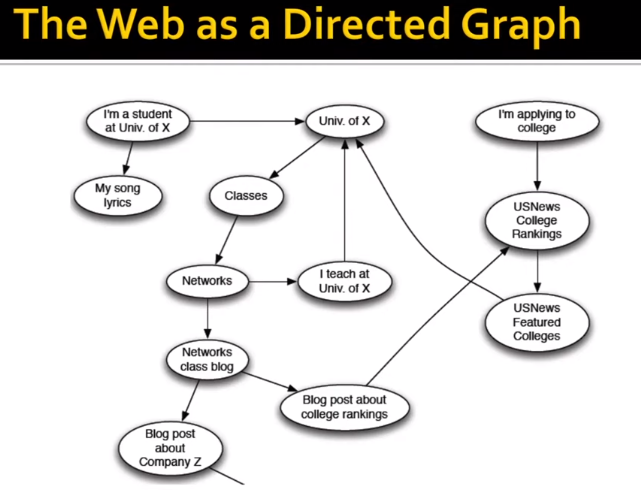 The Web as a Directed Graph
I'm a student
at Univ. of X
Univ. of X
I'm applying to
college
My song
lyrics
Classes
USNews
College
Rankings
Networks
I teach at
Univ. of X
USNews
Featured
Colleges
Networks
class blog
Blog post about
college rankings
Blog post
about
Company Z